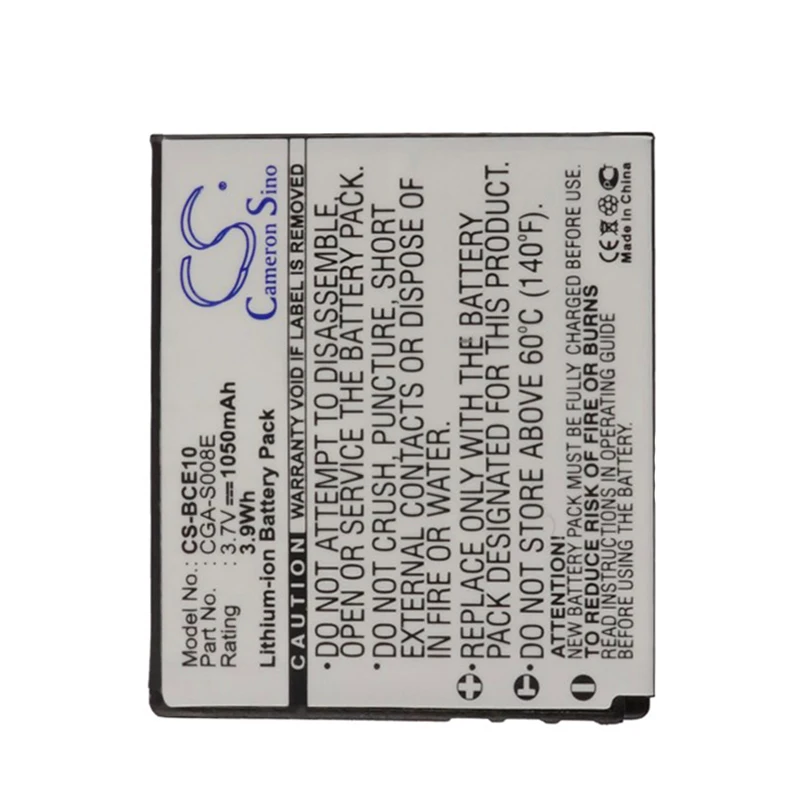 CS
Cameron Sino
Model No.: CS-BCE10
Part No. : CGA-S008E
Rating : 3.7V 1050mAh
3.9Wh
Lithium-ion Battery Pack
CAUTION WARRANTY VOID IF LABEL IS REMOVED
•DO NOT ATTEMPT TO DISASSEMBLE,
OPEN OR SERVICE THE BATTERY PACK.
•DO NOT CRUSH, PUNCTURE, SHORT
EXTERNAL CONTACTS OR DISPOSE OF
IN FIRE OR WATER.
•REPLACE ONLY WITH THE BATTERY
PACK DESIGNATED FOR THIS PRODUCT.
•DO NOT EXPOSE ABOVE 60°C (140°F).
ATTENTION!
NEW BATTERY PACK MUST BE FULLY CHARGED BEFORE USE.
TO REDUCE RISK OF FIRE OR BURNS
READ INSTRUCTIONS IN OPERATING GUIDE
BATTERY P/N CS008E
CE
Made in China
+ − =